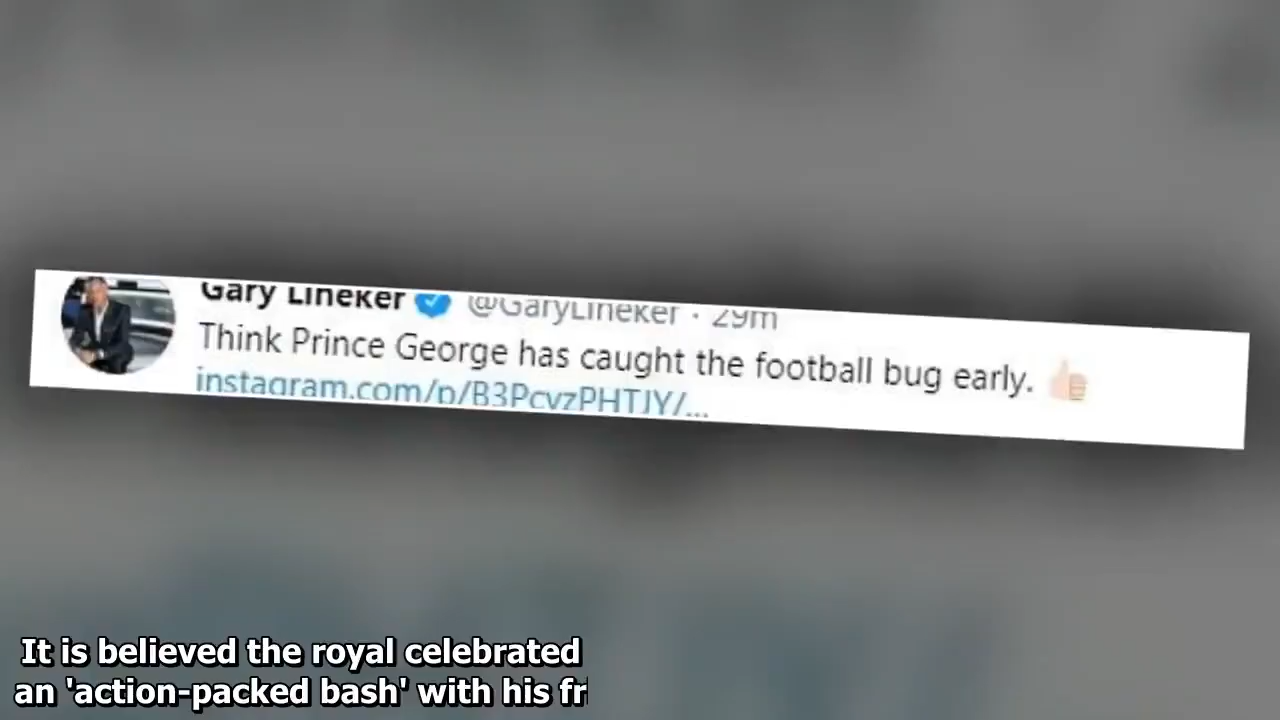 Gary Lineker @GaryLineker · 29m
Think Prince George has caught the football bug early. 👍🏻
instagram.com/p/B3PcvzPHTJY/...
It is believed the royal celebrated
an 'action-packed bash' with his fr